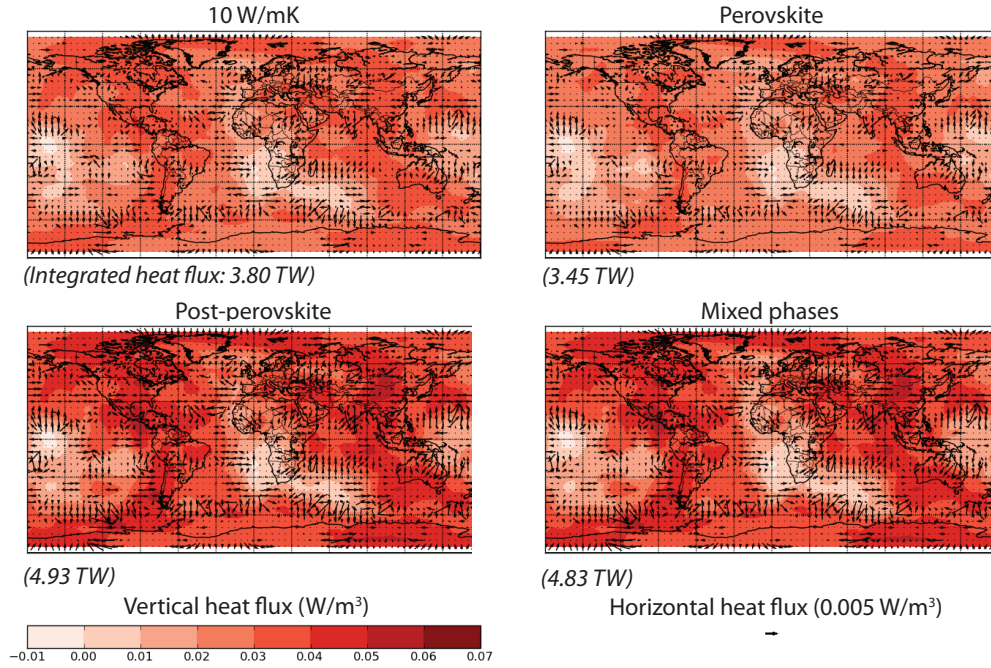 10 W/mK
Perovskite
(Integrated heat flux: 3.80 TW)
(3.45 TW)
Post-perovskite
Mixed phases
(4.93 TW)
(4.83 TW)
Vertical heat flux (W/m³)
Horizontal heat flux (0.005 W/m³)
−0.01 0.00 0.01 0.02 0.03 0.04 0.05 0.06 0.07